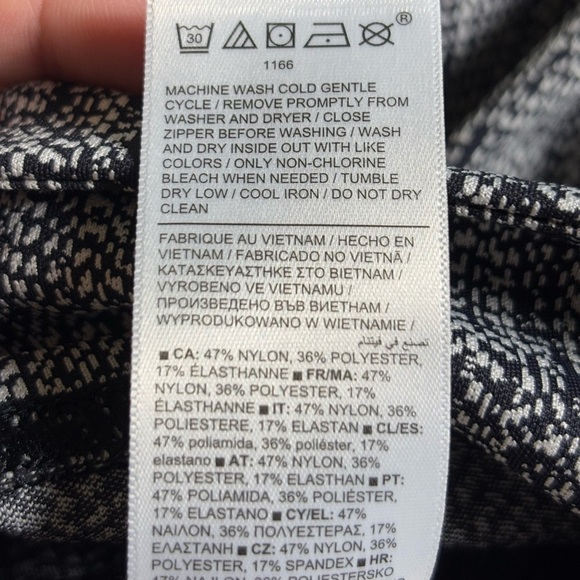 30 ®
1166
MACHINE WASH COLD GENTLE
CYCLE / REMOVE PROMPTLY FROM
WASHER AND DRYER / CLOSE
ZIPPER BEFORE WASHING / WASH
AND DRY INSIDE OUT WITH LIKE
COLORS / ONLY NON-CHLORINE
BLEACH WHEN NEEDED / TUMBLE
DRY LOW / COOL IRON / DO NOT DRY
CLEAN
FABRIQUE AU VIETNAM / HECHO EN
VIETNAM / FABRICADO NO VIETNÃ /
ΚΑΤΑΣΚΕΥΑΣΤΗΚΕ ΣΤΟ ΒΙΕΤΝΑΜ /
VYROBENO VE VIETNAMU /
ПРОИЗВЕДЕНО ВЪВ ВИЕТНАМ /
WYPRODUKOWANO W WIETNAMIE /
تصنيع في فيتنام
■ CA: 47% NYLON, 36% POLYESTER,
17% ÉLASTHANNE ■ FR/MA: 47%
NYLON, 36% POLYESTER, 17%
ÉLASTHANNE ■ IT: 47% NYLON, 36%
POLIESTERE, 17% ELASTAN ■ CL/ES:
47% poliamida, 36% poliéster, 17%
elastano ■ AT: 47% NYLON, 36%
POLYESTER, 17% ELASTHAN ■ PT:
47% POLIAMIDA, 36% POLIÉSTER,
17% ELASTANO ■ CY/EL: 47%
ΝΑΙΛΟΝ, 36% ΠΟΛΥΕΣΤΕΡΑΣ, 17%
ΕΛΑΣΤΑΝΗ ■ CZ: 47% NYLON, 36%
POLYESTER, 17% SPANDEX ■ HR:
47% NAJLON, 36% POLIESTERSKO